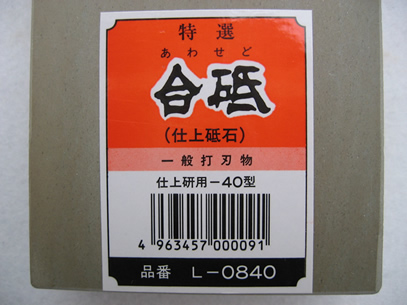 特選
あわせど
合砥
(仕上砥石)
一般打刃物
仕上研用-40型
4 963457 000091
品番 L-0840